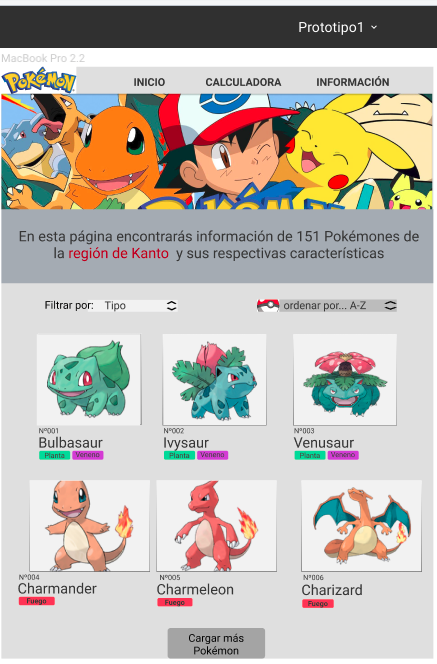 Prototipo1
MacBook Pro 2.2
Pokémon
INICIO CALCULADORA INFORMACIÓN
En esta página encontrarás información de 151 Pokémones de
la región de Kanto y sus respectivas características
Filtrar por: Tipo ordenar por... A-Z
Nº001 Nº002 Nº003
Bulbasaur Ivysaur Venusaur
Planta Veneno Planta Veneno Planta Veneno
Nº004 Nº005 Nº006
Charmander Charmeleon Charizard
Fuego Fuego Fuego
Cargar más
Pokémon